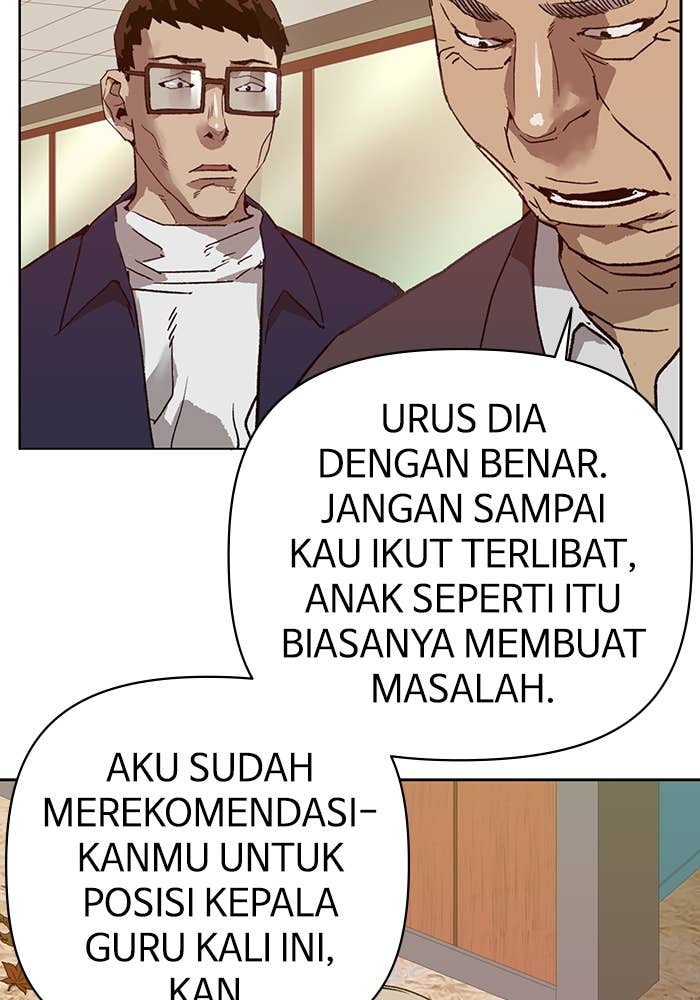 URUS DIA
DENGAN BENAR.
JANGAN SAMPAI
KAU IKUT TERLIBAT,
ANAK SEPERTI ITU
BIASANYA MEMBUAT
MASALAH.
AKU SUDAH
MEREKOMENDASI-
KANMU UNTUK
POSISI KEPALA
GURU KALI INI,
KAN